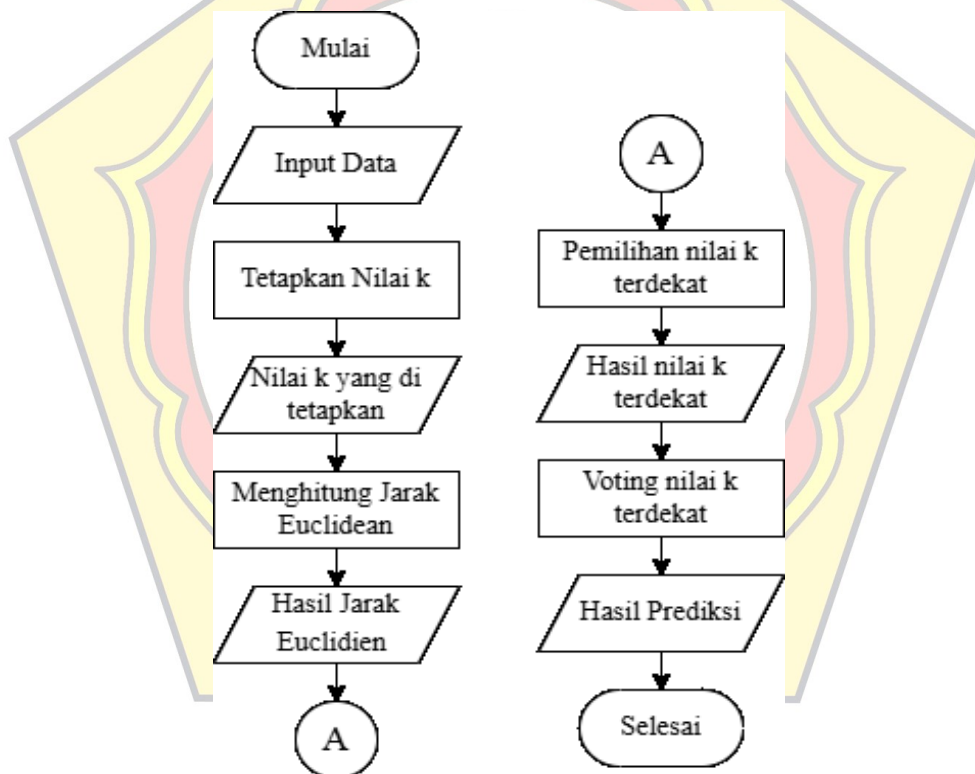 Mulai
Input Data
Tetapkan Nilai k
Nilai k yang di
tetapkan
Menghitung Jarak
Euclidean
Hasil Jarak
Euclidien
A
A
Pemilihan nilai k
terdekat
Hasil nilai k
terdekat
Voting nilai k
terdekat
Hasil Prediksi
Selesai